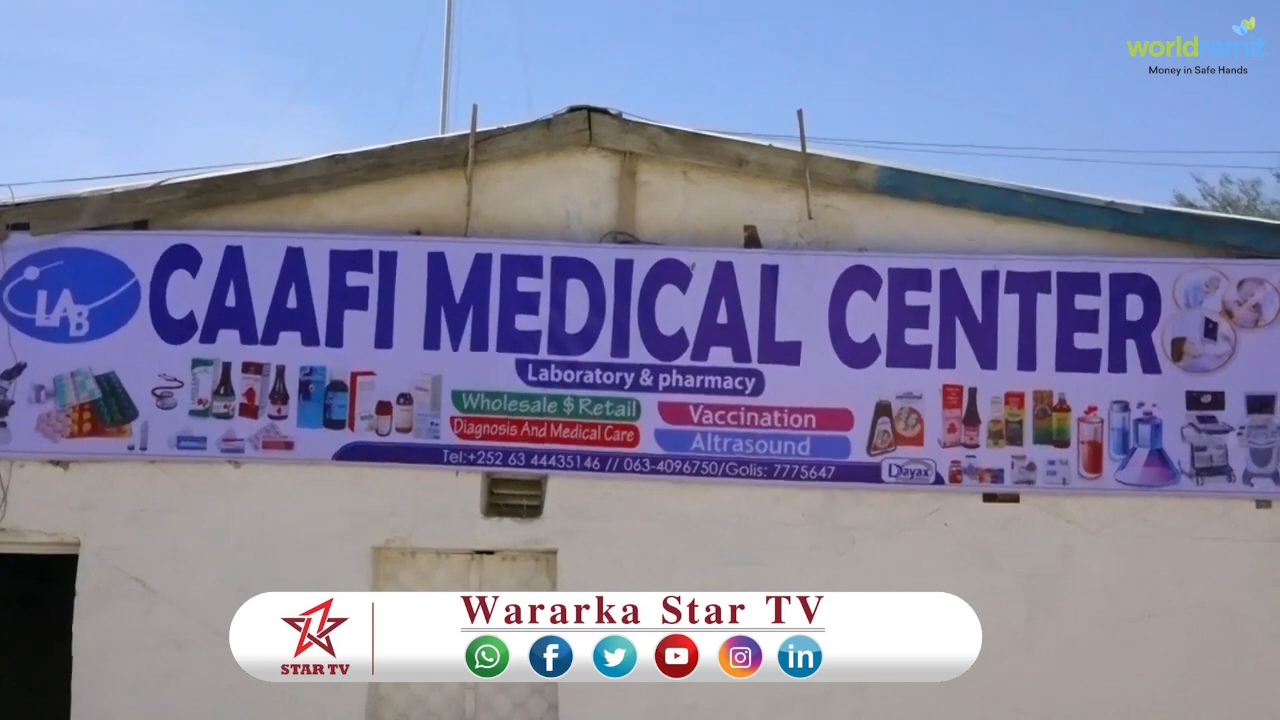 worldremit
Money in Safe Hands
LAB
CAAFI MEDICAL CENTER
Laboratory & pharmacy
Wholesale $ Retail
Vaccination
Diagnosis And Medical Care
Altrasound
Tel:+252 63 44435146 // 063-4096750/Golis: 7775647
Dayax
Wararka Star TV
STAR TV